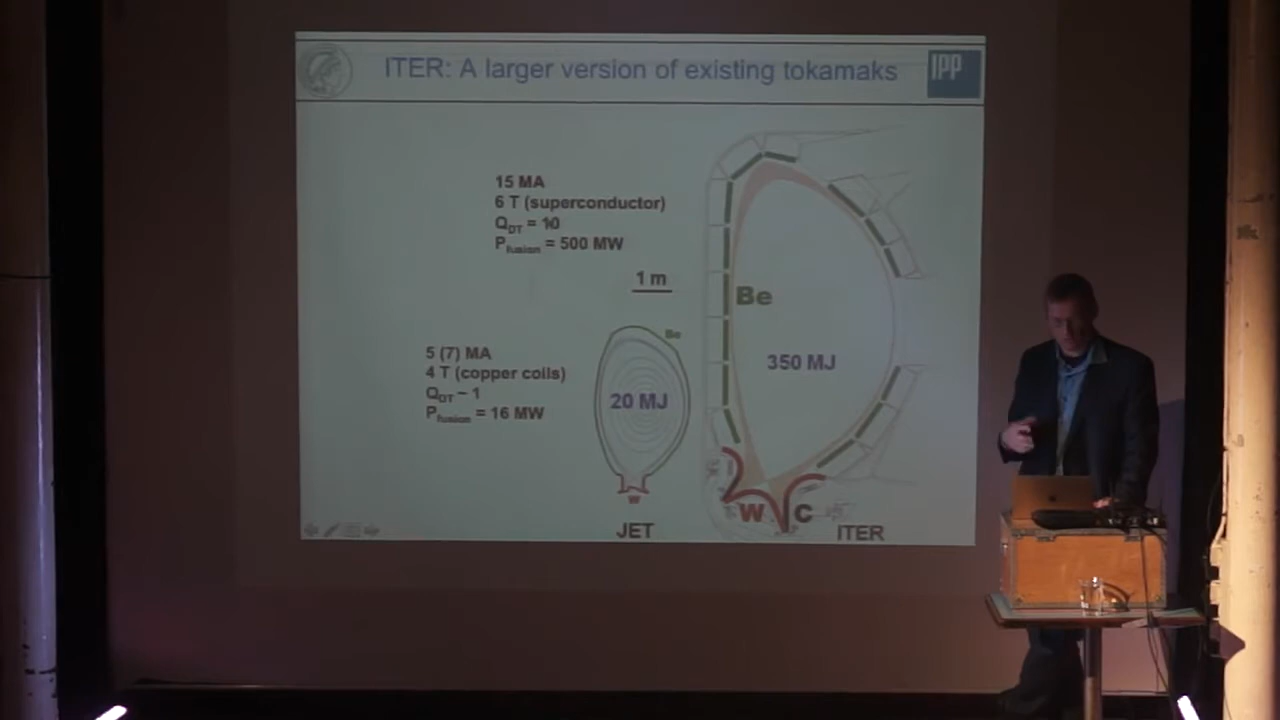 ITER: A larger version of existing tokamaks
IPP
15 MA
6 T (superconductor)
QDT = 10
Pfusion = 500 MW
1 m
Be
350 MJ
5 (7) MA
4 T (copper coils)
QDT ~ 1
Pfusion = 16 MW
Be
20 MJ
W
W C
JET
ITER